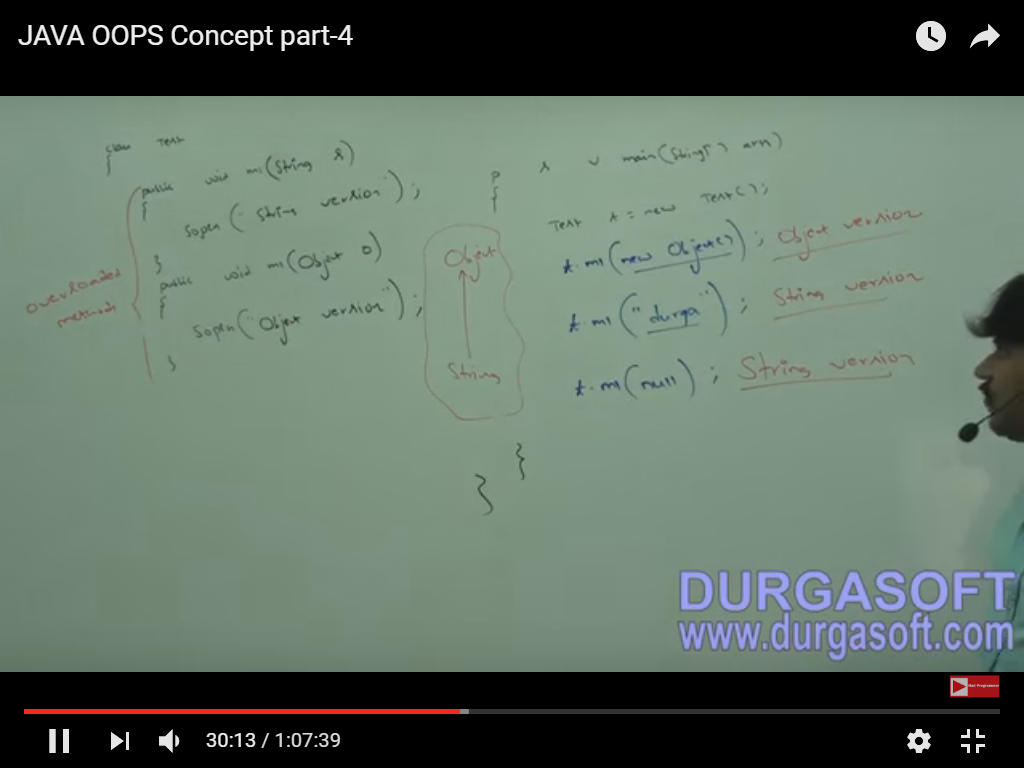 JAVA OOPS Concept part-4
class Test
{
public void m1(String s)
{
sopln("String version");
}
public void m1(Object o)
{
sopln("Object version");
}
overloaded
methods
Object
String
p s v main(String[] args)
{
Test t = new Test();
t.m1(new Object()); Object version
t.m1("durga"); String version
t.m1(null); String version
}
}
DURGASOFT
www.durgasoft.com
30:13 / 1:07:39